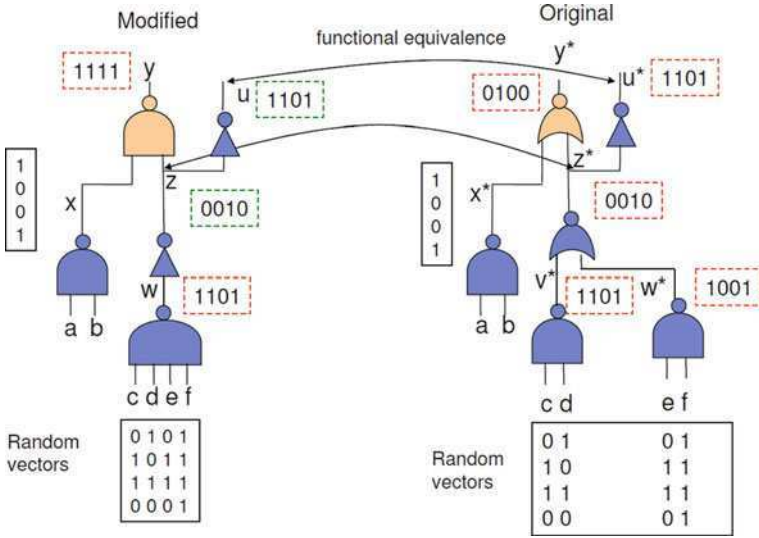 Modified
Original
functional equivalence
1111
y
u
1101
y*
0100
u*
1101
1
0
0
1
x
z
0010
1
0
0
1
x*
z*
0010
w
1101
a b
v*
1101
w*
1001
a b
c d e f
c d
e f
Random
vectors
0 1 0 1
1 0 1 1
1 1 1 1
0 0 0 1
Random
vectors
0 1 0 1
1 0 1 1
1 1 1 1
0 0 0 1